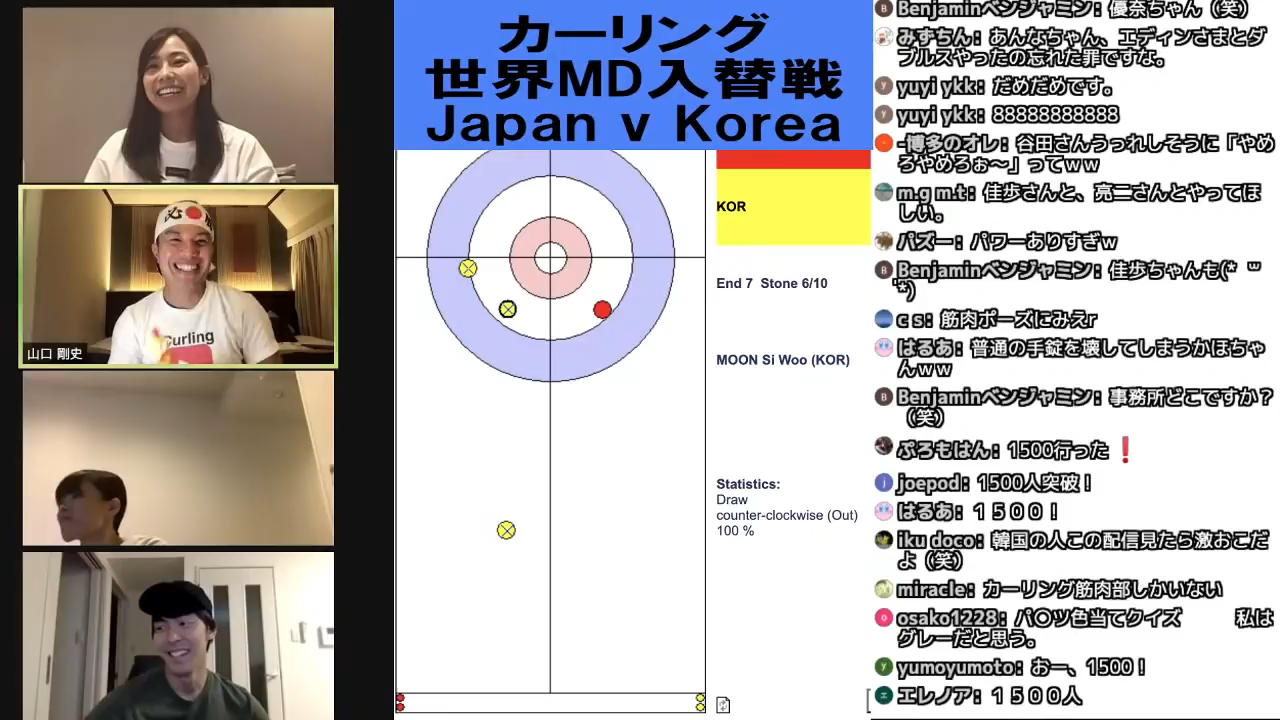 カーリング
世界MD入替戦
Japan v Korea
必
山口 剛史
Curling
KOR
End 7 Stone 6/10
MOON Si Woo (KOR)
Statistics:
Draw
counter-clockwise (Out)
100 %
Benjaminベンジャミン: 優奈ちゃん（笑）
みずちん: あんなちゃん、エディンさまとダ
ブルスやったの忘れた罪ですな。
yuyi ykk: だめだめです。
yuyi ykk: 88888888888
-博多のオレ: 谷田さんうっれしそうに「やめ
ろやめろぉ〜」ってｗｗ
m.g m.t: 佳歩さんと、亮二さんとやってほ
しい。
パズー: パワーありすぎw
Benjaminベンジャミン: 佳歩ちゃんも(* ˘ ꒳
˘*)
c s: 筋肉ポーズにみえr
はるあ: 普通の手錠を壊してしまうかほちゃ
んｗｗ
Benjaminベンジャミン: 事務所どこですか？
（笑）
ぷろもはん: 1500行った❗
joepod: 1500人突破！
はるあ: １５００！
iku doco: 韓国の人この配信見たら激おこだ
よ（笑）
miracle: カーリング筋肉部しかいない
osako1228: パ〇ツ色当てクイズ　　　私は
グレーだと思う。
yumoyumoto: おー、1500！
エレノア: １５００人